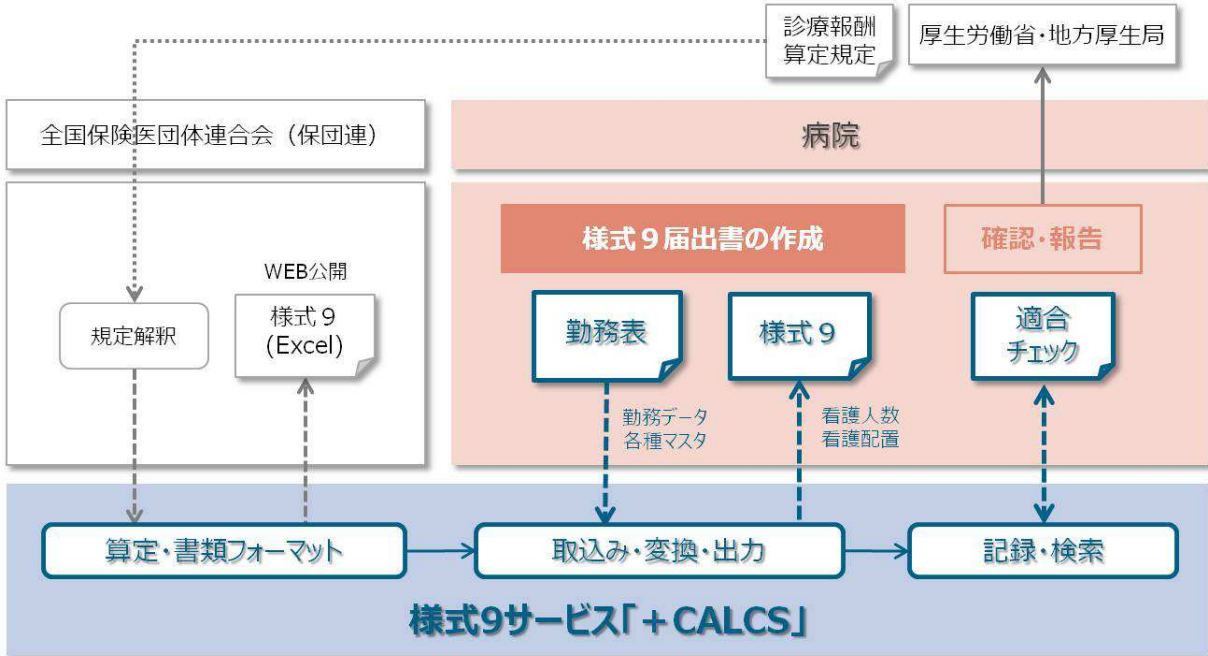 診療報酬
算定規定
厚生労働省・地方厚生局
全国保険医団体連合会（保団連）
病院
様式９届出書の作成
確認・報告
WEB公開
規定解釈
様式９
(Excel)
勤務表
様式９
適合
チェック
勤務データ
各種マスタ
看護人数
看護配置
算定・書類フォーマット
取込み・変換・出力
記録・検索
様式9サービス「＋CALCS」